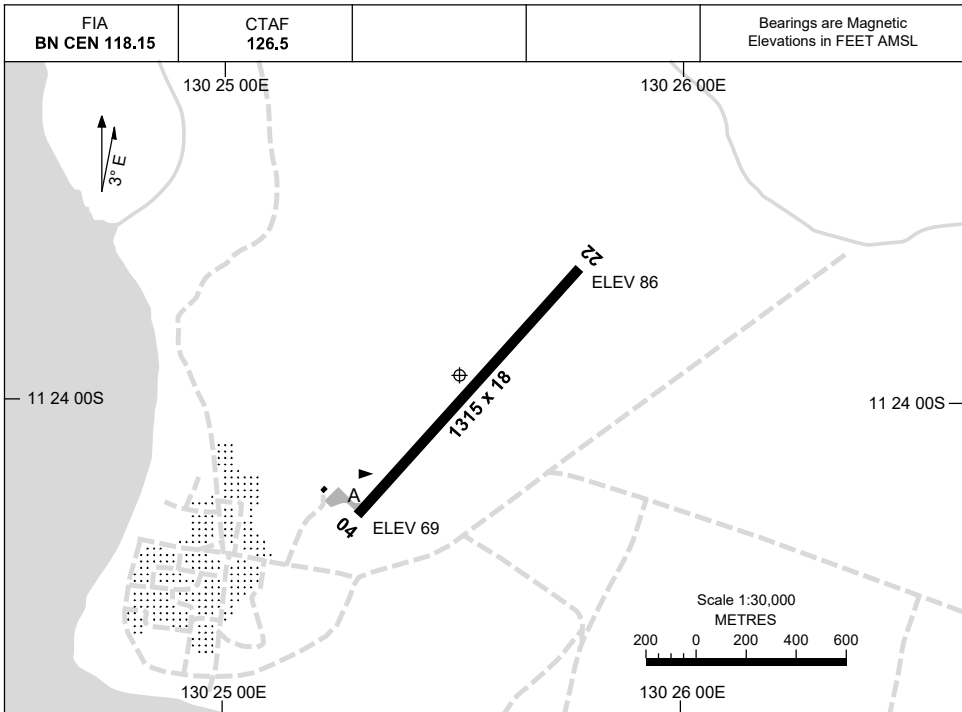 FIA
BN CEN 118.15
CTAF
126.5
Bearings are Magnetic
Elevations in FEET AMSL
130 25 00E
130 26 00E
3° E
22
ELEV 86
11 24 00S
11 24 00S
1315 x 18
A
04
ELEV 69
Scale 1:30,000
METRES
200 0 200 400 600
130 25 00E
130 26 00E